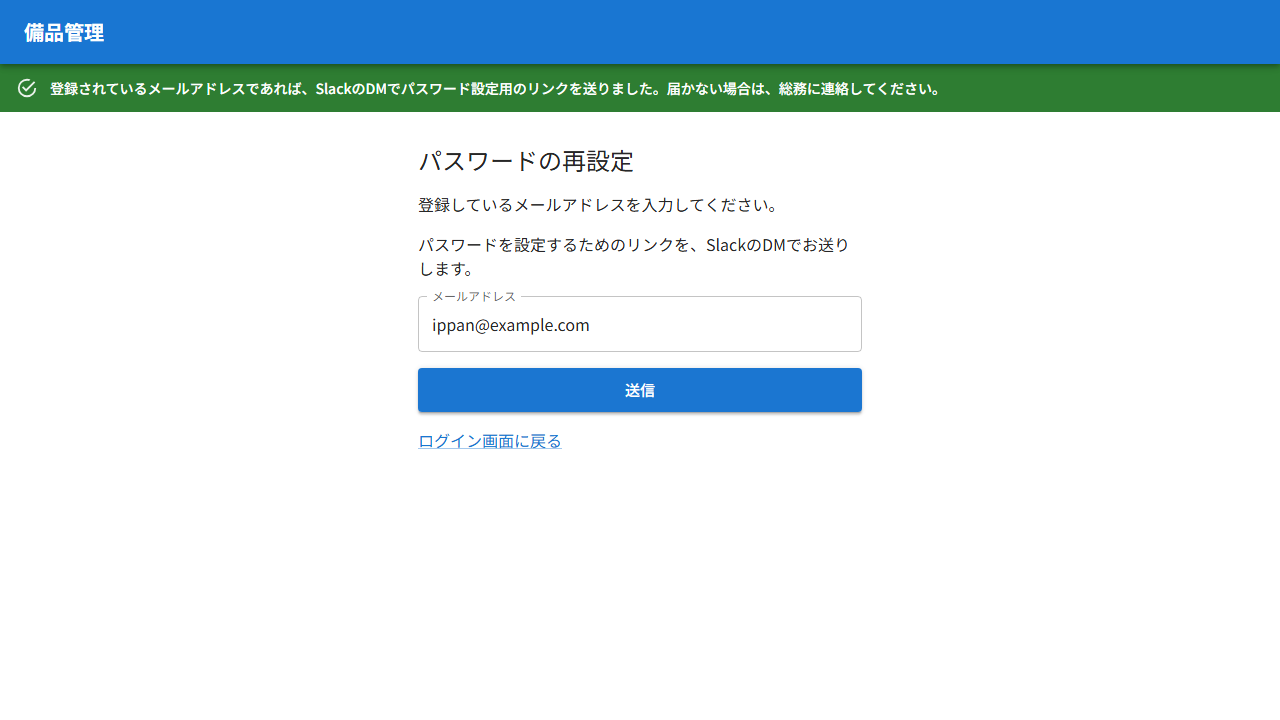 備品管理
登録されているメールアドレスであれば、SlackのDMでパスワード設定用のリンクを送りました。届かない場合は、総務に連絡してください。
パスワードの再設定
登録しているメールアドレスを入力してください。
パスワードを設定するためのリンクを、SlackのDMでお送り
します。
メールアドレス
ippan@example.com
送信
ログイン画面に戻る